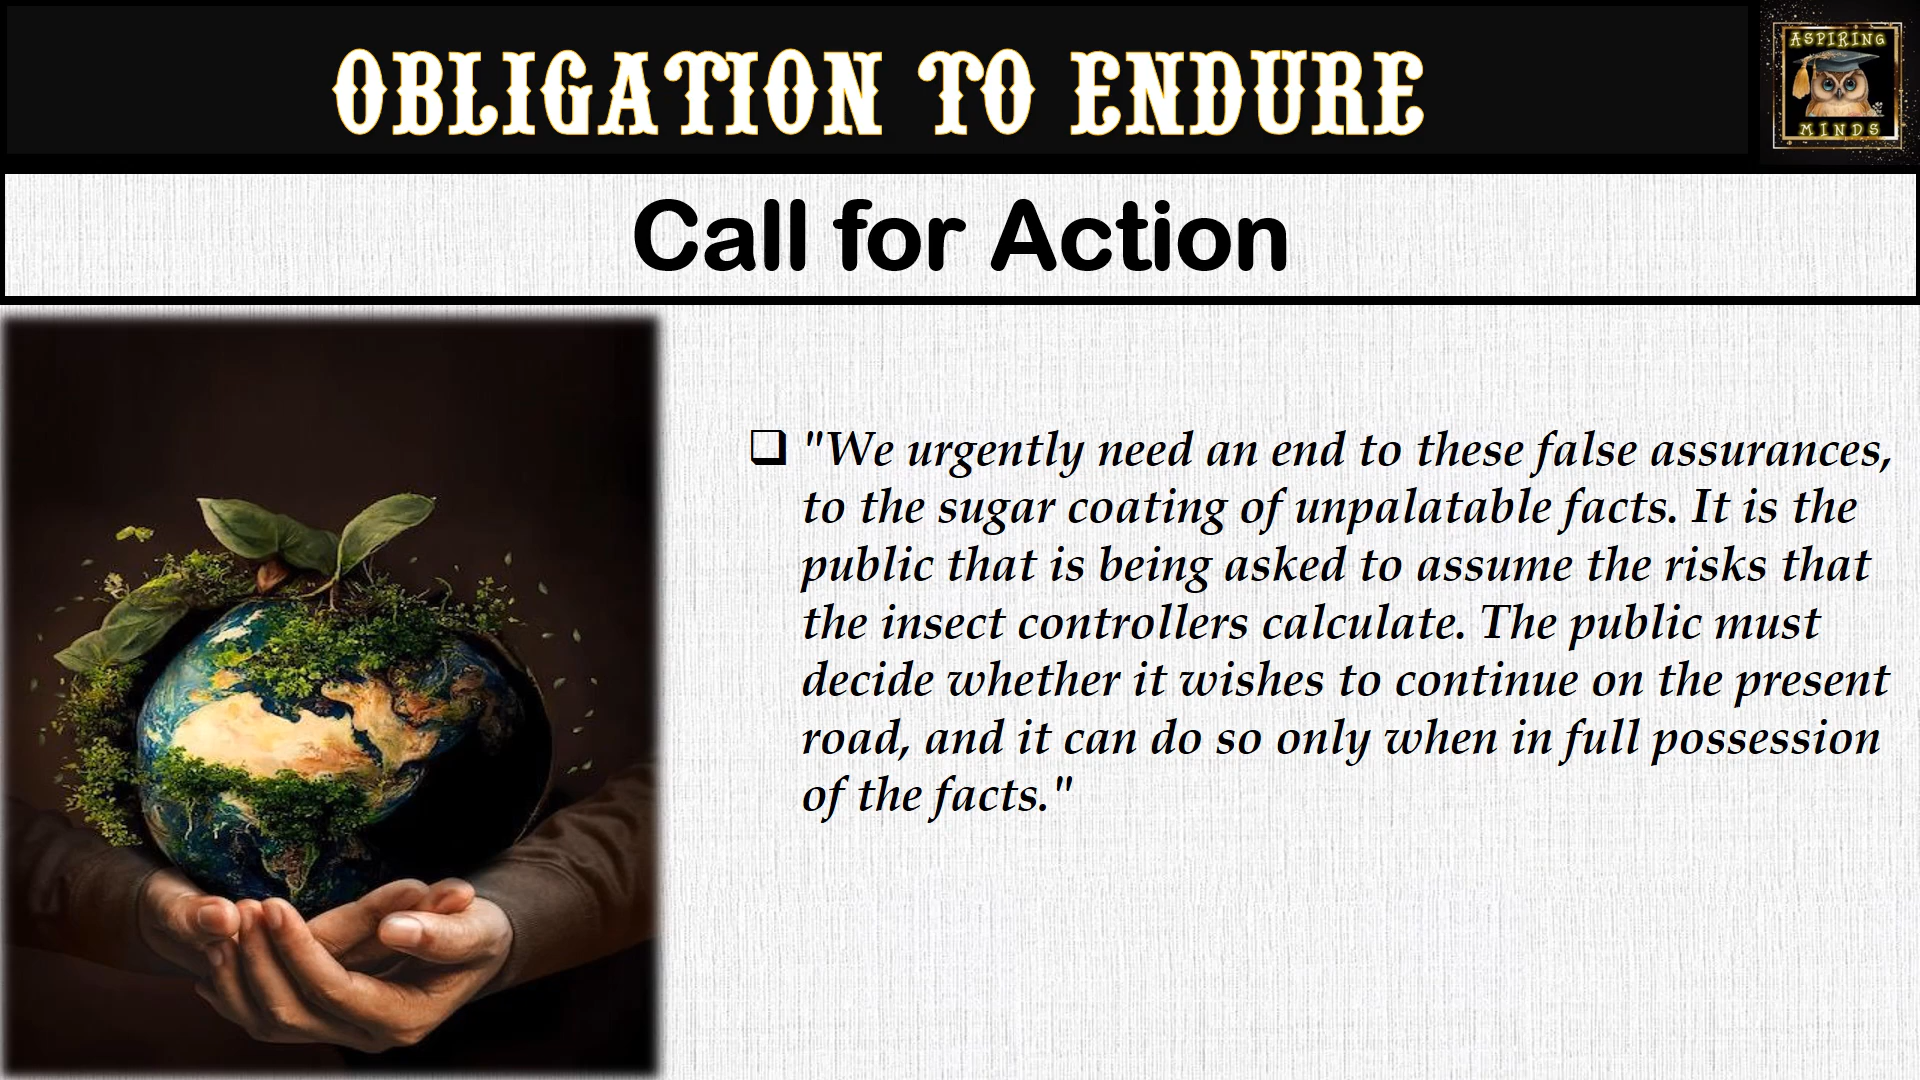 OBLIGATION TO ENDURE
ASPIRING
MINDS
Call for Action
"We urgently need an end to these false assurances,
to the sugar coating of unpalatable facts. It is the
public that is being asked to assume the risks that
the insect controllers calculate. The public must
decide whether it wishes to continue on the present
road, and it can do so only when in full possession
of the facts."